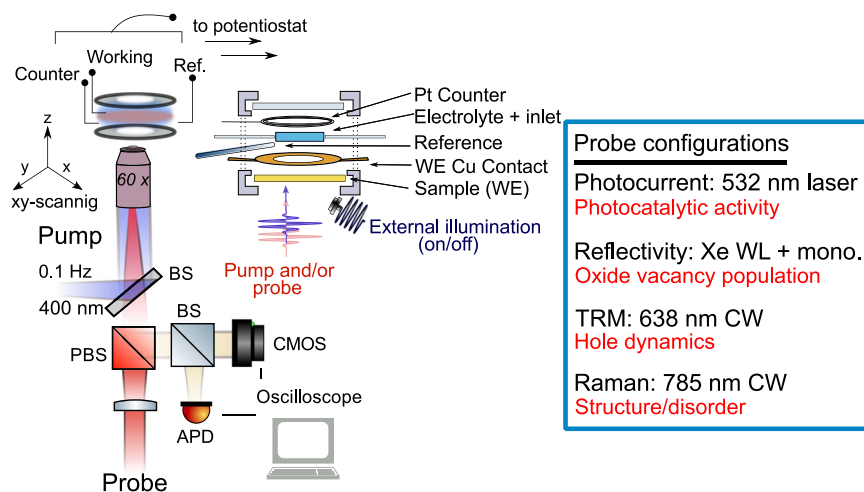 to potentiostat
Working
Counter
Ref.
z
y
x
xy-scannig
60 x
Pump
0.1 Hz
400 nm
BS
BS
PBS
CMOS
Oscilloscope
APD
Probe
Pt Counter
Electrolyte + inlet
Reference
WE Cu Contact
Sample (WE)
External illumination
(on/off)
Pump and/or
probe
Probe configurations
Photocurrent: 532 nm laser
Photocatalytic activity
Reflectivity: Xe WL + mono.
Oxide vacancy population
TRM: 638 nm CW
Hole dynamics
Raman: 785 nm CW
Structure/disorder